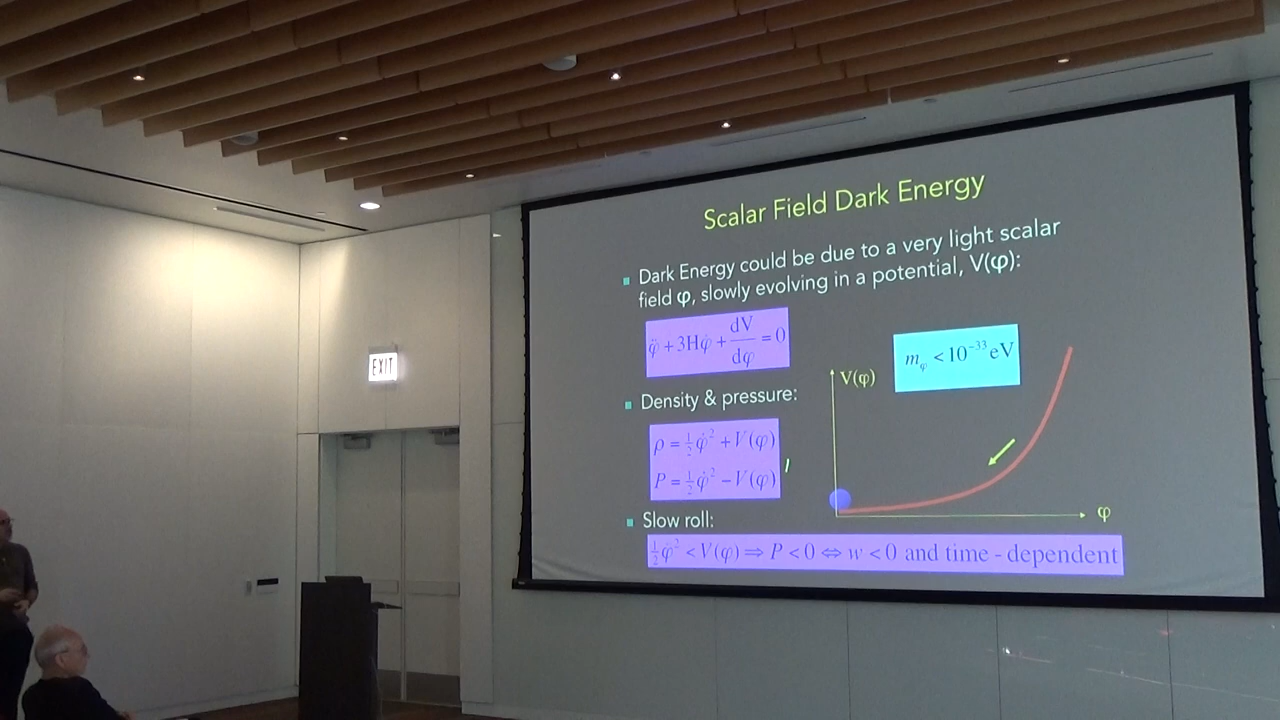 EXIT
Scalar Field Dark Energy
▪ Dark Energy could be due to a very light scalar
field φ, slowly evolving in a potential, V(φ):
φ̈ + 3Hφ̇ + dV/dφ = 0
m_φ < 10⁻³³ eV
V(φ)
▪ Density & pressure:
ρ = ½φ̇² + V(φ)
P = ½φ̇² − V(φ)
,
φ
▪ Slow roll:
½φ̇² < V(φ) ⇒ P < 0 ⇔ w < 0 and time - dependent